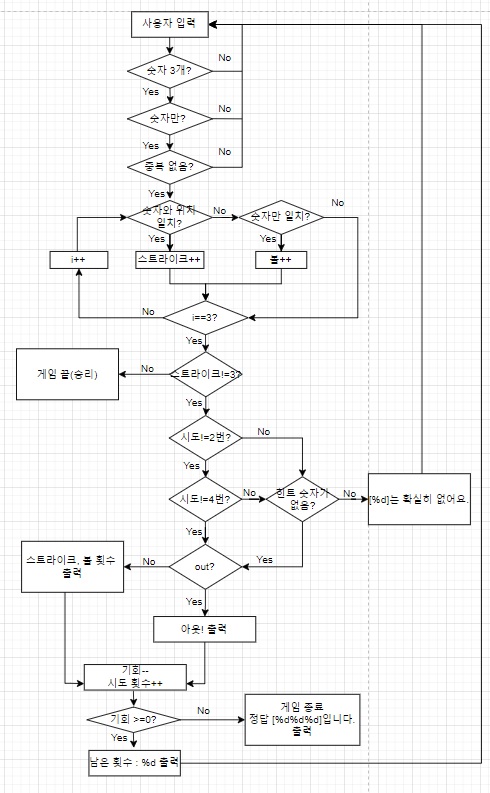 사용자 입력
No
숫자 3개?
Yes
No
숫자만?
Yes
No
중복 없음?
Yes
숫자와 위치
일치?
No
숫자만 일치?
No
Yes
Yes
i++
스트라이크++
볼++
No
i==3?
Yes
게임 끝(승리)
No
스트라이크!=3?
Yes
시도!=2번?
No
Yes
시도!=4번?
No
힌트 숫자가
없음?
No
[%d]는 확실히 없어요.
Yes
Yes
스트라이크, 볼 횟수
출력
No
out?
Yes
아웃! 출력
기회--
시도 횟수++
기회 >=0?
No
게임 종료
정답 [%d%d%d]입니다.
출력
Yes
남은 횟수 : %d 출력